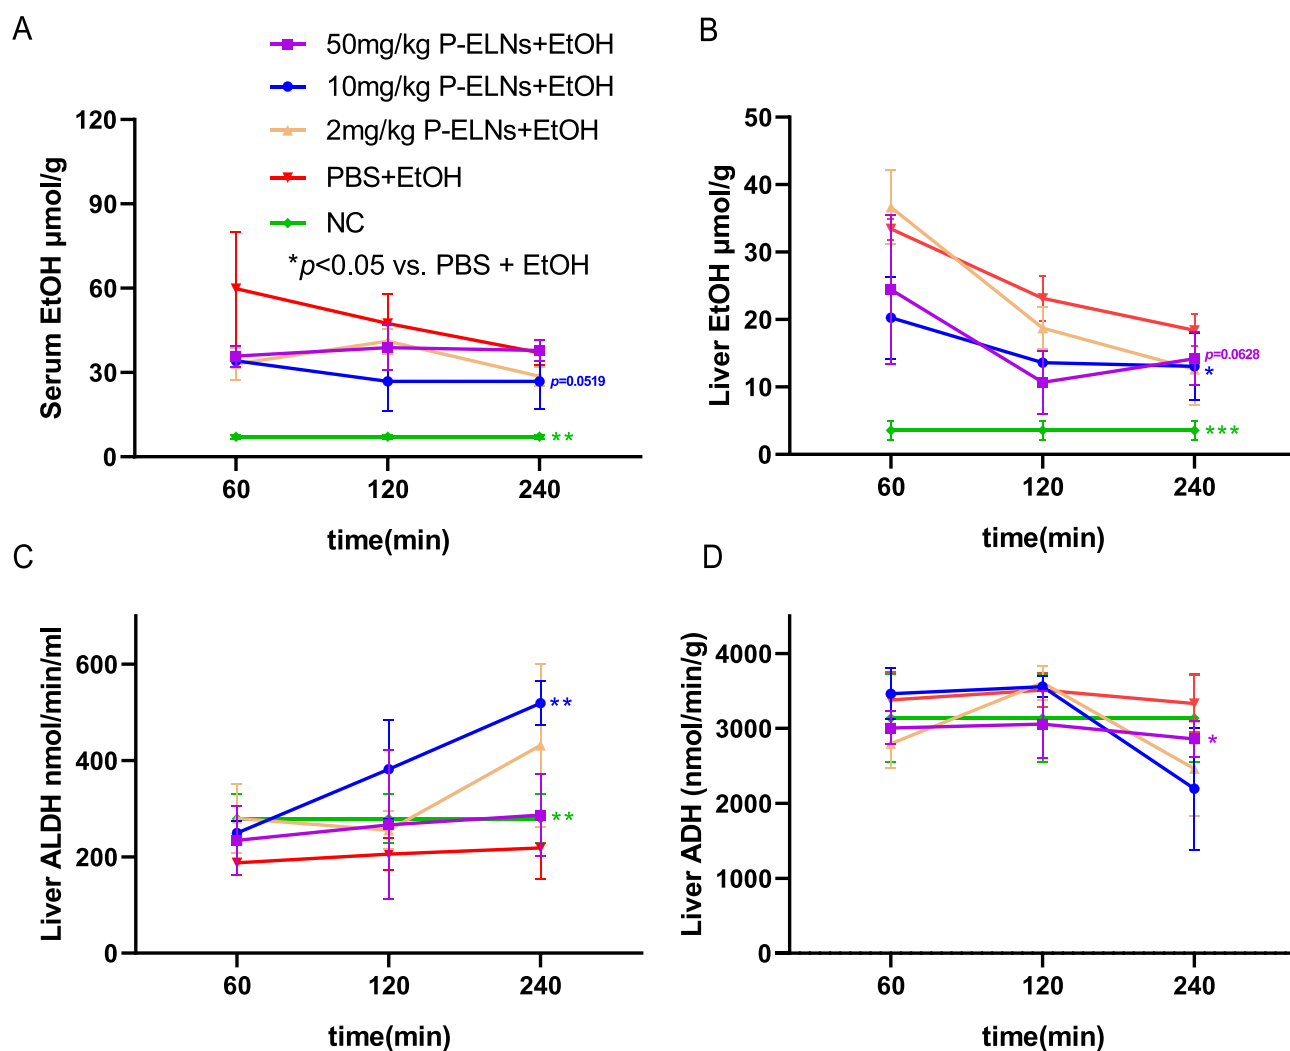 A
50mg/kg P-ELNs+EtOH
10mg/kg P-ELNs+EtOH
2mg/kg P-ELNs+EtOH
PBS+EtOH
NC
*p<0.05 vs. PBS + EtOH
Serum EtOH µmol/g
120
90
60
30
0
p=0.0519
**
60 120 240
time(min)
B
Liver EtOH µmol/g
50
40
30
20
10
0
p=0.0628
*
***
60 120 240
time(min)
C
Liver ALDH nmol/min/ml
600
400
200
0
**
**
60 120 240
time(min)
D
Liver ADH (nmol/min/g)
4000
3000
2000
1000
0
*
60 120 240
time(min)